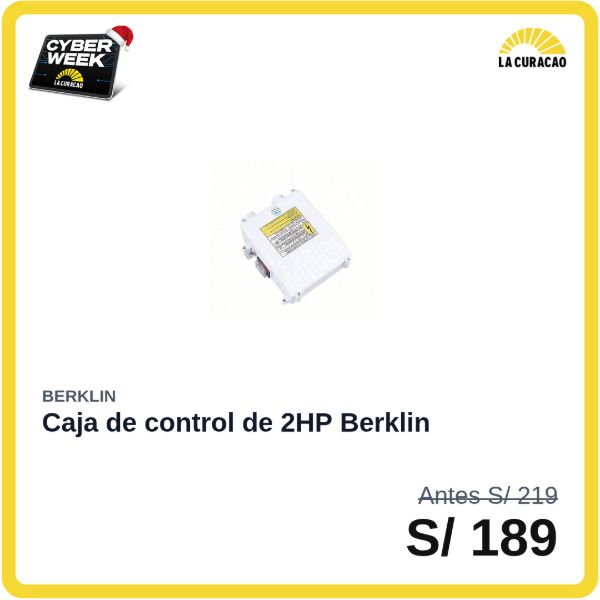 CYBER
WEEK
LA CURACAO
LA CURACAO
BERKLIN
Caja de control de 2HP Berklin
Antes S/ 219
S/ 189